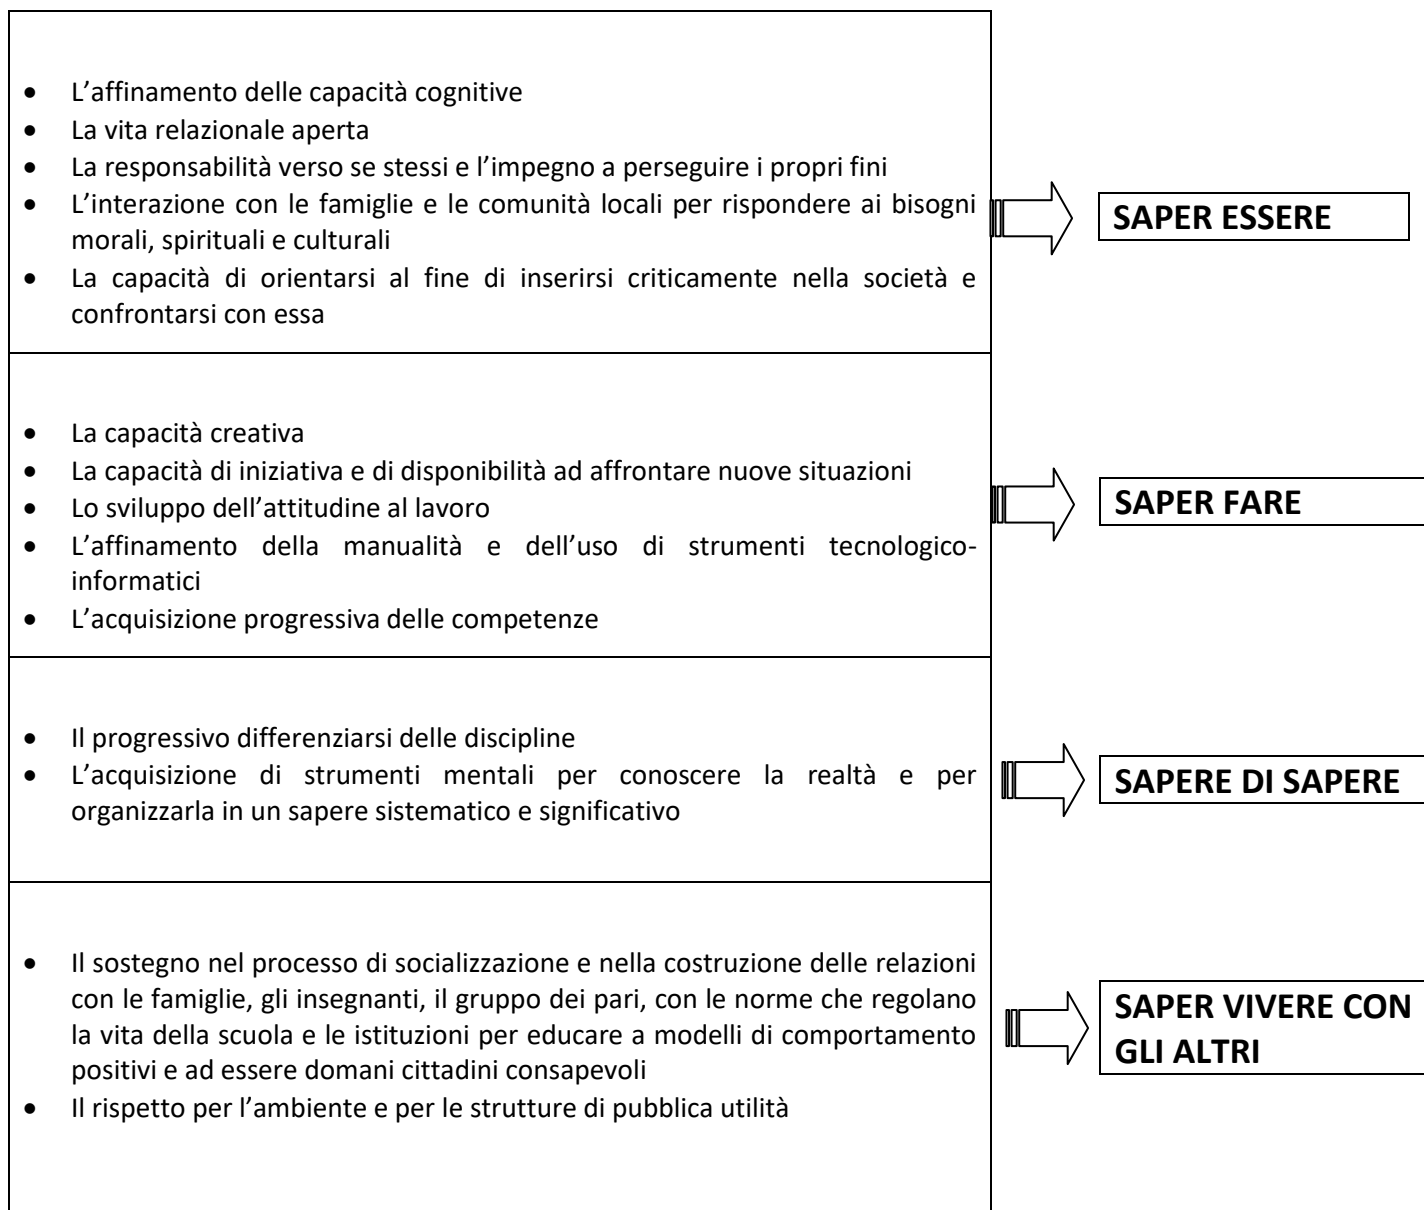 • L’affinamento delle capacità cognitive
• La vita relazionale aperta
• La responsabilità verso se stessi e l’impegno a perseguire i propri fini
• L’interazione con le famiglie e le comunità locali per rispondere ai bisogni
morali, spirituali e culturali
• La capacità di orientarsi al fine di inserirsi criticamente nella società e
confrontarsi con essa
SAPER ESSERE
• La capacità creativa
• La capacità di iniziativa e di disponibilità ad affrontare nuove situazioni
• Lo sviluppo dell’attitudine al lavoro
• L’affinamento della manualità e dell’uso di strumenti tecnologico-
informatici
• L’acquisizione progressiva delle competenze
SAPER FARE
• Il progressivo differenziarsi delle discipline
• L’acquisizione di strumenti mentali per conoscere la realtà e per
organizzarla in un sapere sistematico e significativo
SAPERE DI SAPERE
• Il sostegno nel processo di socializzazione e nella costruzione delle relazioni
con le famiglie, gli insegnanti, il gruppo dei pari, con le norme che regolano
la vita della scuola e le istituzioni per educare a modelli di comportamento
positivi e ad essere domani cittadini consapevoli
• Il rispetto per l’ambiente e per le strutture di pubblica utilità
SAPER VIVERE CON
GLI ALTRI